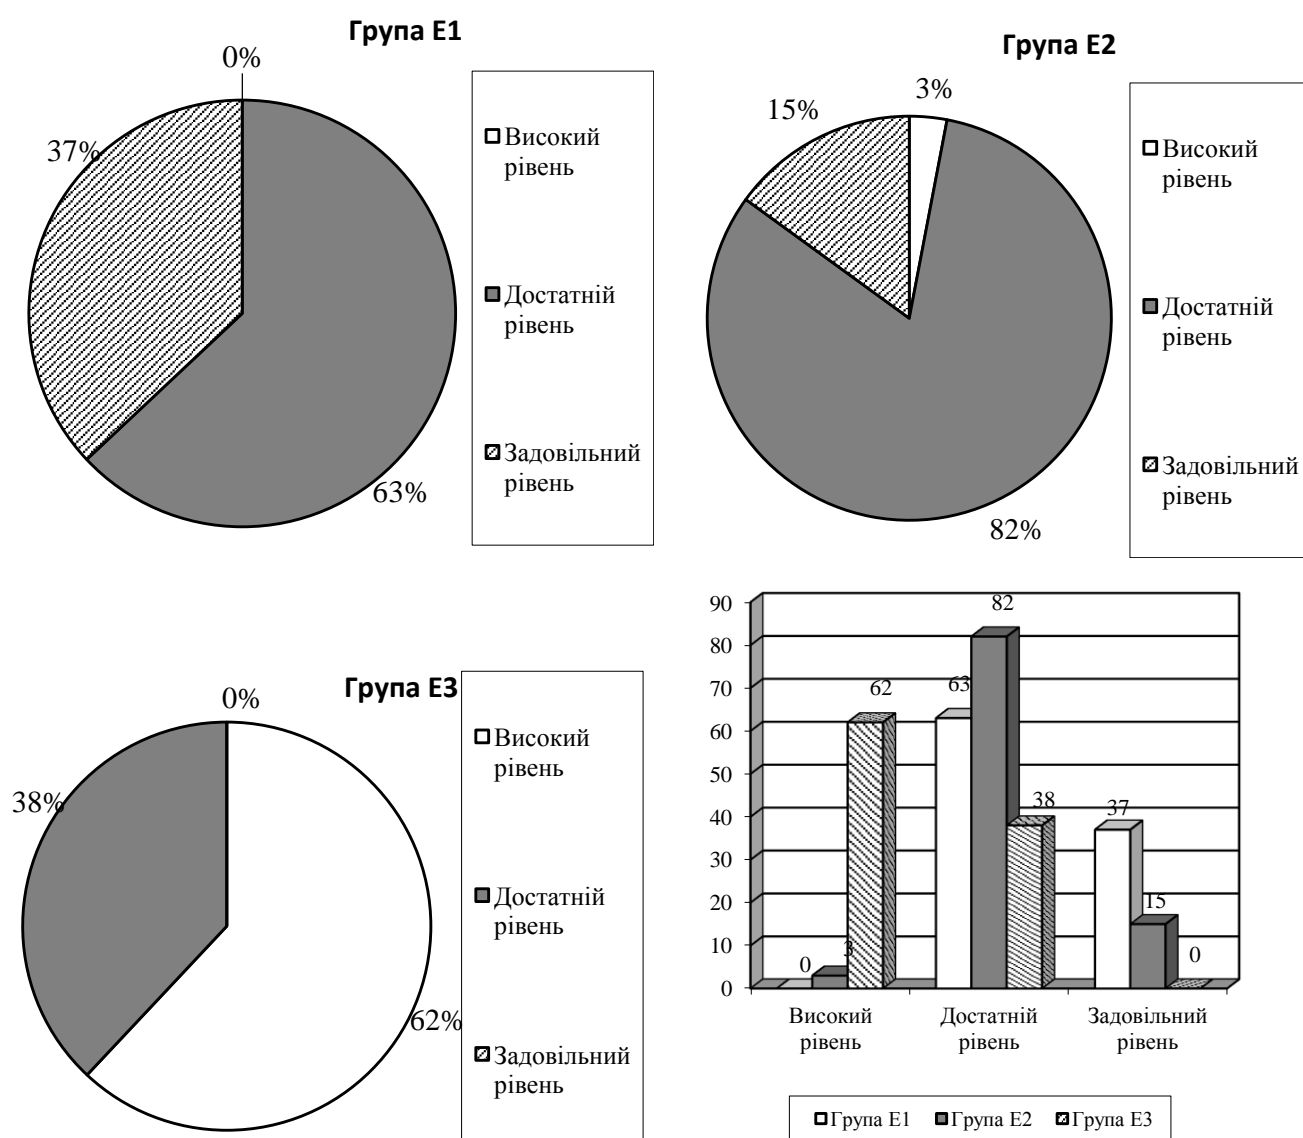 Група Е1
0%
37%
63%
Високий
рівень
Достатній
рівень
Задовільний
рівень
Група Е2
3%
15%
82%
Високий
рівень
Достатній
рівень
Задовільний
рівень
Група Е3
0%
38%
62%
Високий
рівень
Достатній
рівень
Задовільний
рівень
90
80
70
60
50
40
30
20
10
0
0
3
62
63
82
38
37
15
0
Високий
рівень
Достатній
рівень
Задовільний
рівень
Група Е1 Група Е2 Група Е3